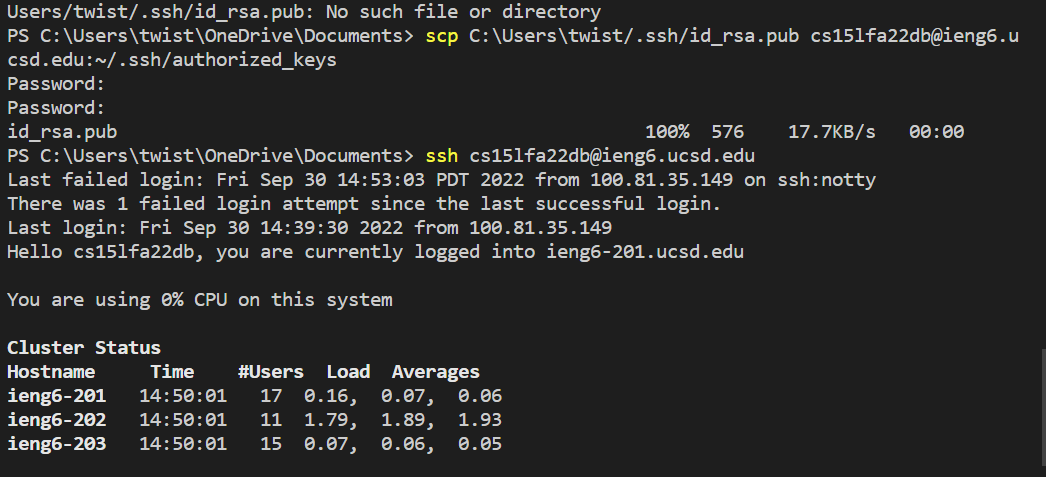 Users/twist/.ssh/id_rsa.pub: No such file or directory
PS C:\Users\twist\OneDrive\Documents> scp C:\Users\twist/.ssh/id_rsa.pub cs15lfa22db@ieng6.u
csd.edu:~/.ssh/authorized_keys
Password:
Password:
id_rsa.pub 100% 576 17.7KB/s 00:00
PS C:\Users\twist\OneDrive\Documents> ssh cs15lfa22db@ieng6.ucsd.edu
Last failed login: Fri Sep 30 14:53:03 PDT 2022 from 100.81.35.149 on ssh:notty
There was 1 failed login attempt since the last successful login.
Last login: Fri Sep 30 14:39:30 2022 from 100.81.35.149
Hello cs15lfa22db, you are currently logged into ieng6-201.ucsd.edu
You are using 0% CPU on this system
Cluster Status
Hostname Time #Users Load Averages
ieng6-201 14:50:01 17 0.16, 0.07, 0.06
ieng6-202 14:50:01 11 1.79, 1.89, 1.93
ieng6-203 14:50:01 15 0.07, 0.06, 0.05